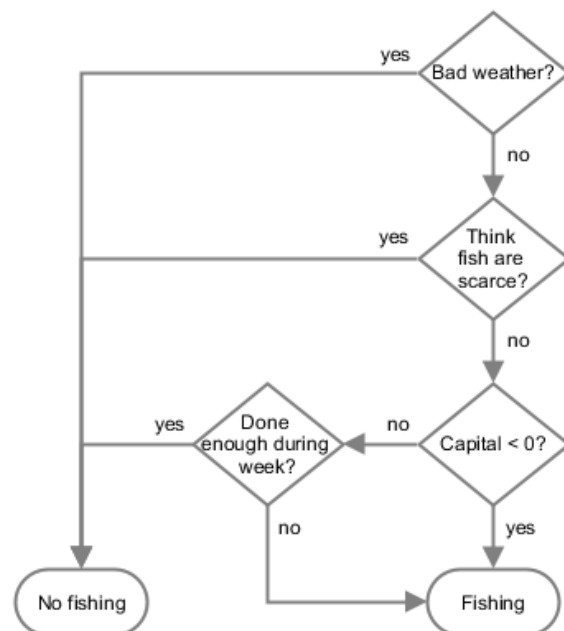 yes
Bad weather?
no
yes
Think
fish are
scarce?
no
yes
Done
enough during
week?
no
Capital < 0?
no
yes
No fishing
Fishing